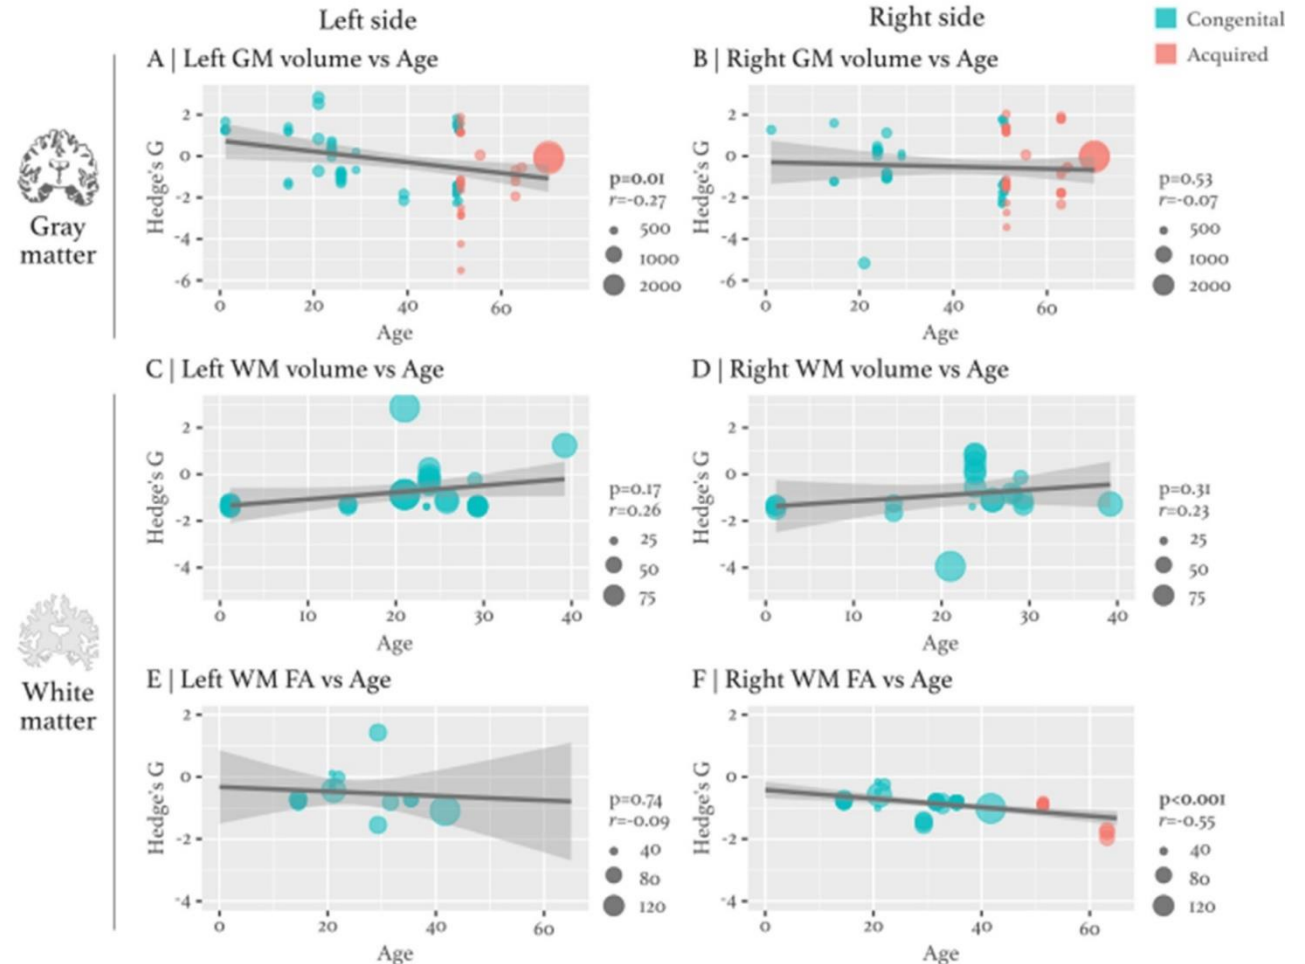 Left side
Right side
Congenital
Acquired
Gray
matter
A | Left GM volume vs Age
Hedge's G
2
0
-2
-4
-6
0 20 40 60
Age
p=0.01
r=-0.27
500
1000
2000
B | Right GM volume vs Age
Hedge's G
2
0
-2
-4
-6
0 20 40 60
Age
p=0.53
r=-0.07
500
1000
2000
White
matter
C | Left WM volume vs Age
Hedge's G
2
0
-2
-4
0 10 20 30 40
Age
p=0.17
r=0.26
25
50
75
D | Right WM volume vs Age
Hedge's G
2
0
-2
-4
0 10 20 30 40
Age
p=0.31
r=0.23
25
50
75
E | Left WM FA vs Age
Hedge's G
2
0
-2
-4
0 20 40 60
Age
p=0.74
r=-0.09
40
80
120
F | Right WM FA vs Age
Hedge's G
2
0
-2
-4
0 20 40 60
Age
p<0.001
r=-0.55
40
80
120